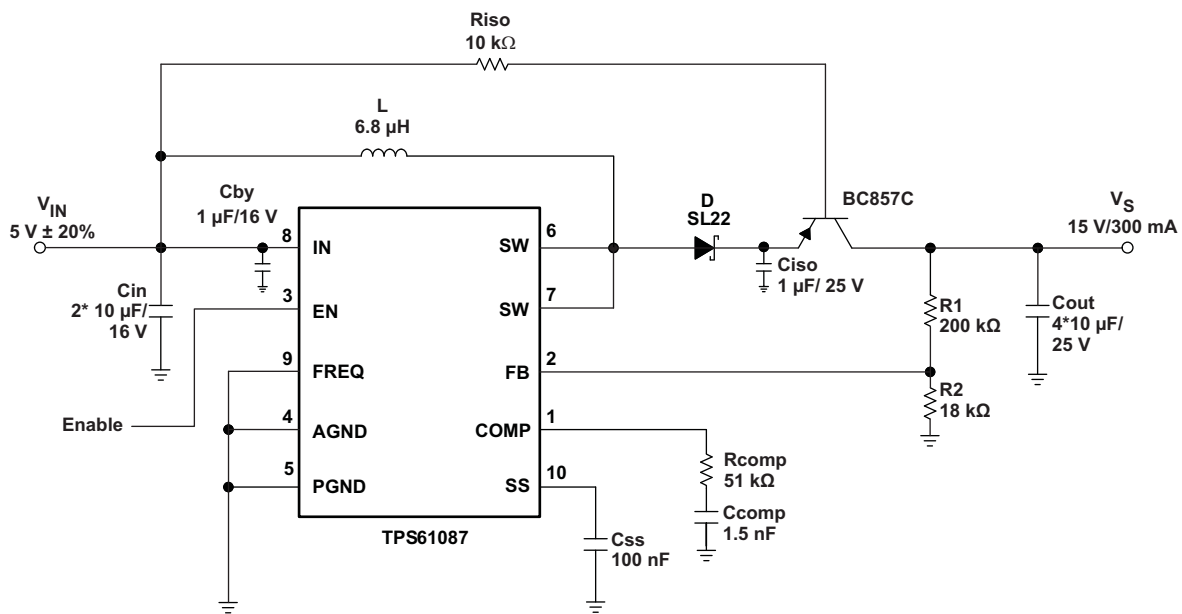 Riso
10 kΩ
L
6.8 µH
Cby
1 µF/16 V
VIN
5 V ± 20%
Cin
2* 10 µF/
16 V
Enable
8
IN
3
EN
9
FREQ
4
AGND
5
PGND
6
SW
7
SW
2
FB
1
COMP
10
SS
TPS61087
D
SL22
BC857C
Ciso
1 µF/ 25 V
VS
15 V/300 mA
R1
200 kΩ
Cout
4*10 µF/
25 V
R2
18 kΩ
Rcomp
51 kΩ
Ccomp
1.5 nF
Css
100 nF